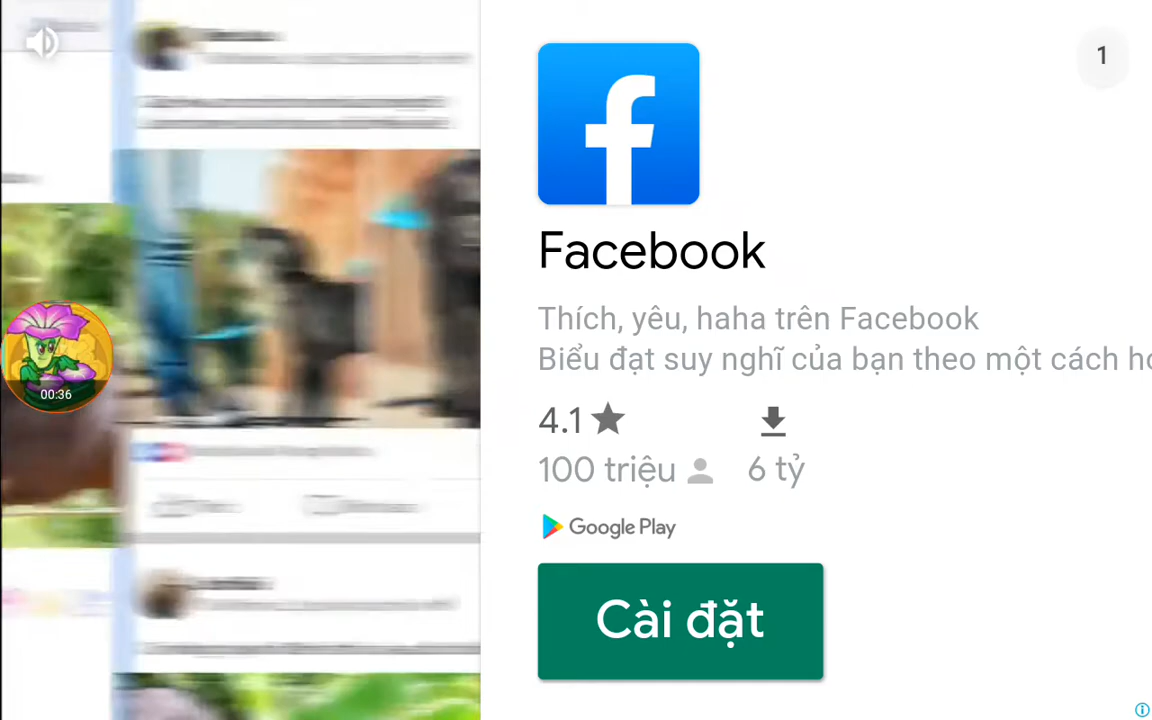 1
Facebook
Thích, yêu, haha trên Facebook
Biểu đạt suy nghĩ của bạn theo một cách
4.1
100 triệu 6 tỷ
Google Play
Cài đặt
00:36